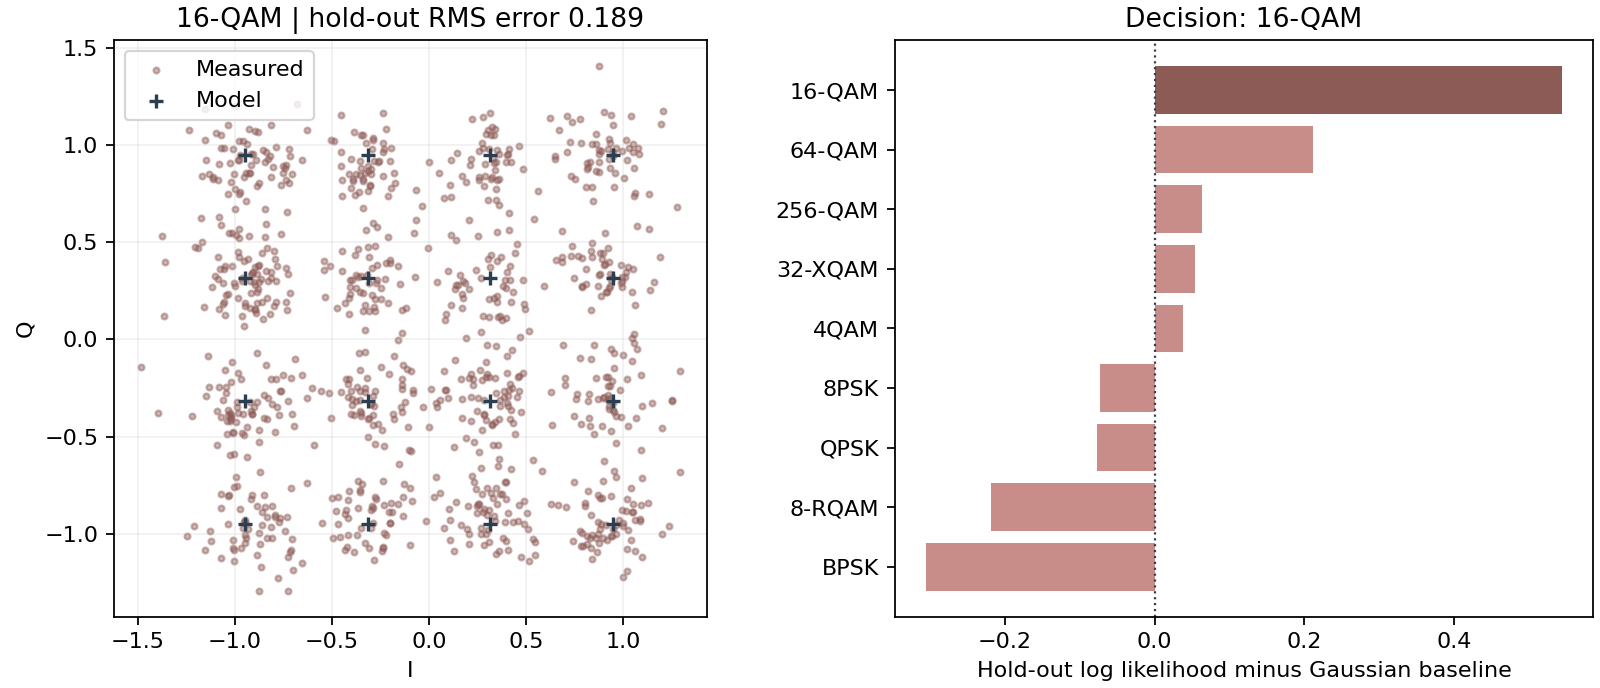 16-QAM | hold-out RMS error 0.189
Measured
Model
1.5
1.0
0.5
0.0
−0.5
−1.0
Q
−1.5
−1.0
−0.5
0.0
0.5
1.0
I
Decision: 16-QAM
16-QAM
64-QAM
256-QAM
32-XQAM
4QAM
8PSK
QPSK
8-RQAM
BPSK
−0.2
0.0
0.2
0.4
Hold-out log likelihood minus Gaussian baseline